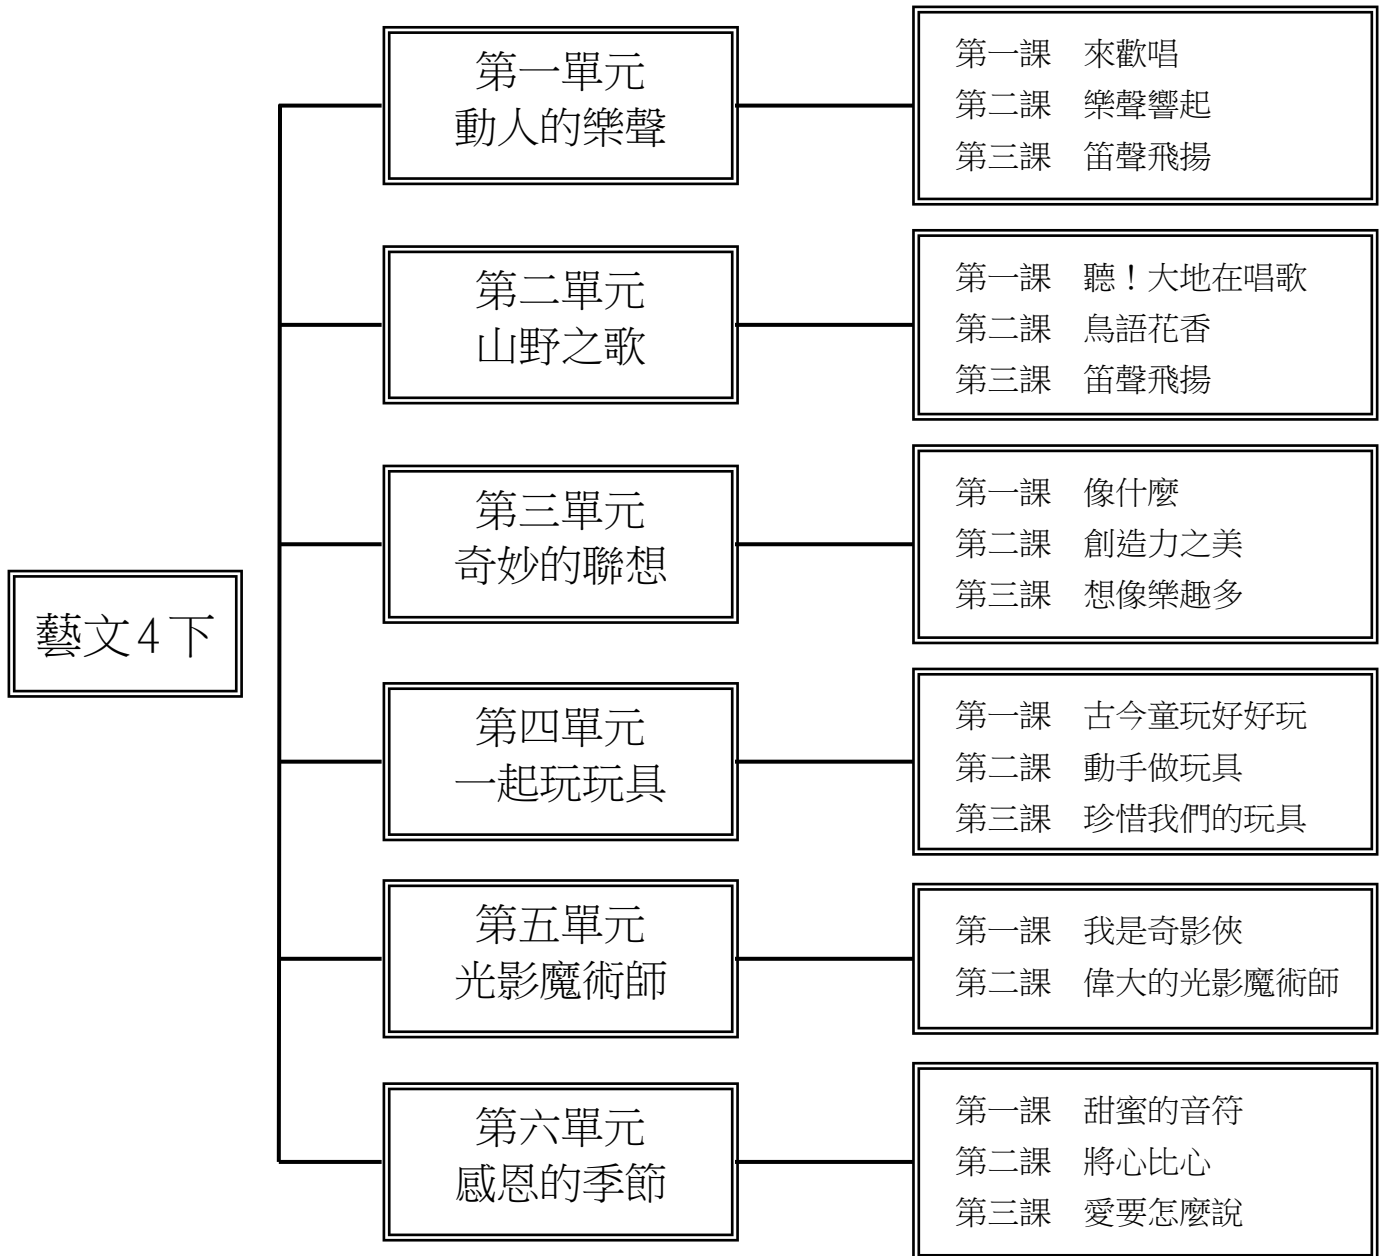 藝文4下
第一單元
動人的樂聲
第一課　來歡唱
第二課　樂聲響起
第三課　笛聲飛揚
第二單元
山野之歌
第一課　聽！大地在唱歌
第二課　鳥語花香
第三課　笛聲飛揚
第三單元
奇妙的聯想
第一課　像什麼
第二課　創造力之美
第三課　想像樂趣多
第四單元
一起玩玩具
第一課　古今童玩好好玩
第二課　動手做玩具
第三課　珍惜我們的玩具
第五單元
光影魔術師
第一課　我是奇影俠
第二課　偉大的光影魔術師
第六單元
感恩的季節
第一課　甜蜜的音符
第二課　將心比心
第三課　愛要怎麼說